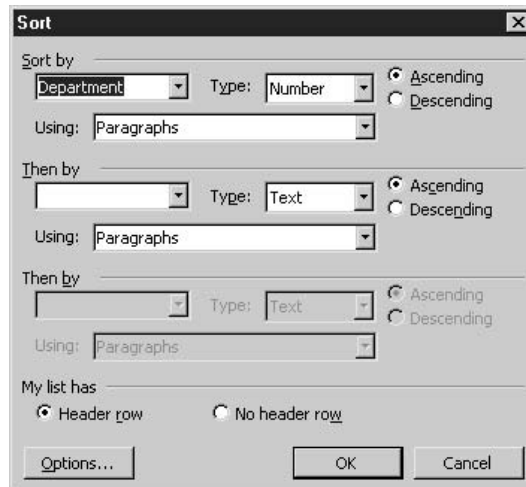 Sort
Sort by
Department Type: Number Ascending
Descending
Using: Paragraphs
Then by
Type: Text Ascending
Descending
Using: Paragraphs
Then by
Type: Text Ascending
Descending
Using: Paragraphs
My list has
Header row No header row
Options... OK Cancel